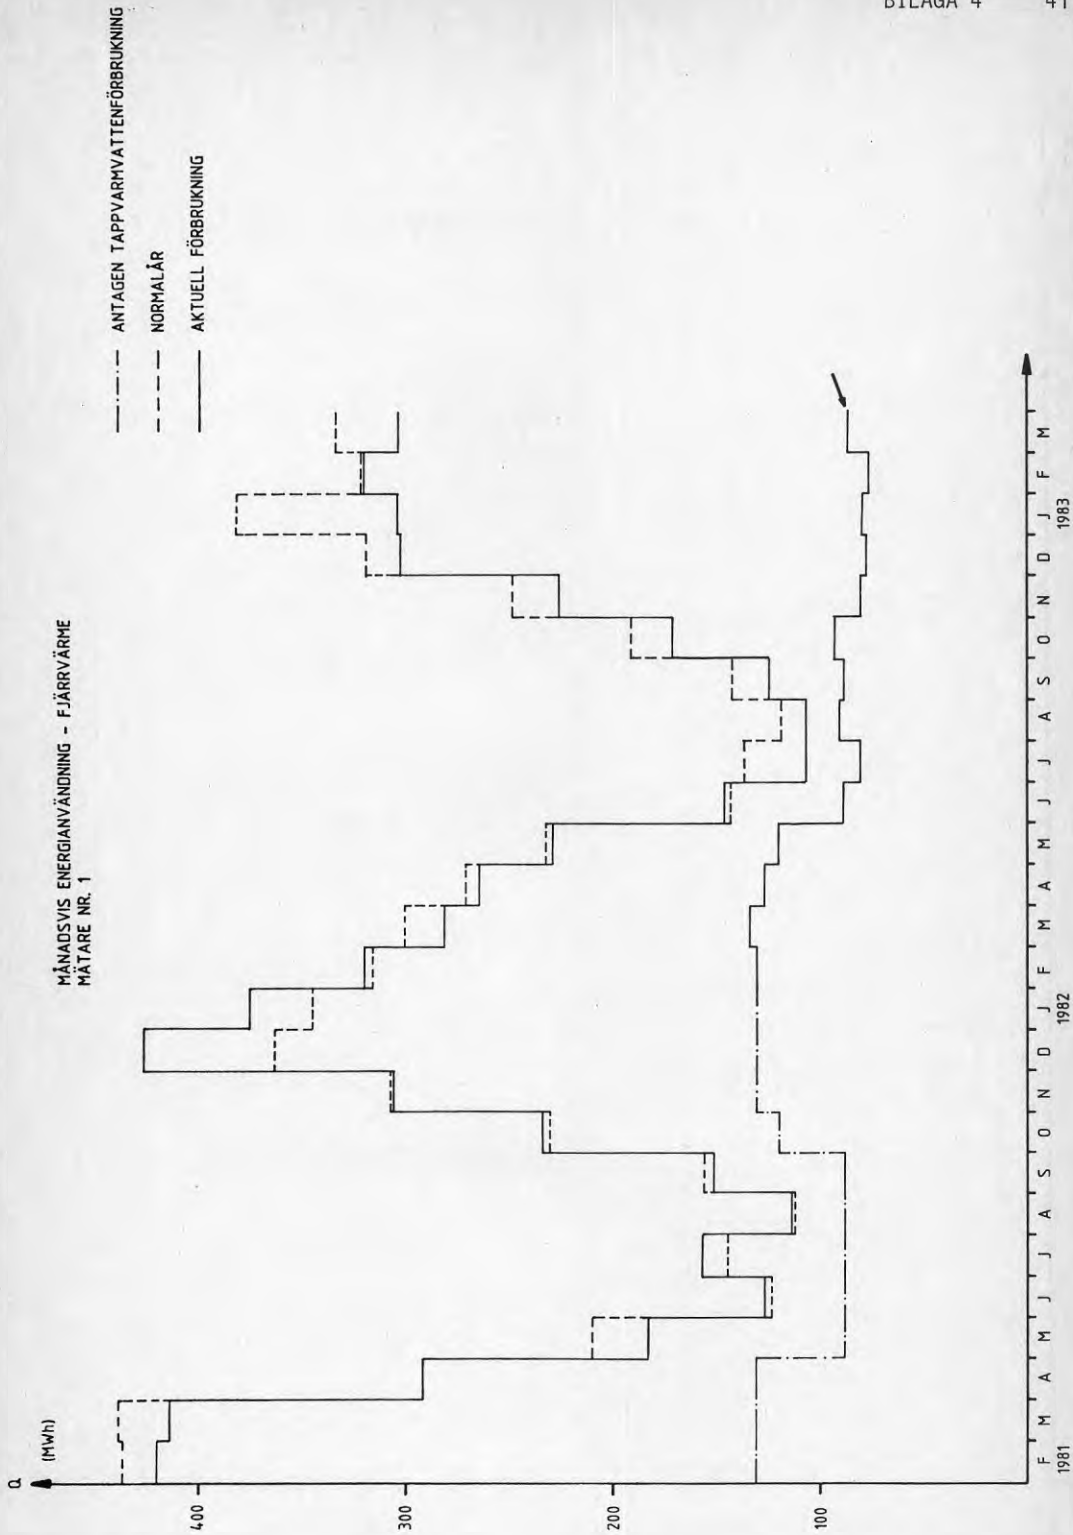 BILAGA 4 41
MÅNADSVIS ENERGIANVÄNDNING - FJÄRRVÄRME
MÄTARE NR. 1
ANTAGEN TAPPVARMVATTENFÖRBRUKNING
NORMALÅR
AKTUELL FÖRBRUKNING
Q
(MWh)
400
300
200
100
F M A M J J A S O N D J F M A M J J A S O N D J F M
1981 1982 1983